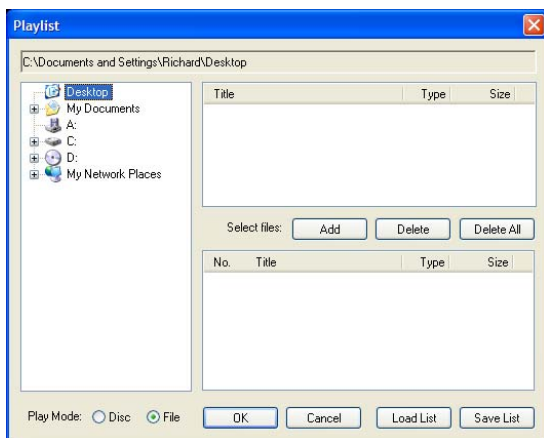 Playlist
C:\Documents and Settings\Richard\Desktop
Desktop
My Documents
A:
C:
D:
My Network Places
Title Type Size
Select files: Add Delete Delete All
No. Title Type Size
Play Mode: Disc File OK Cancel Load List Save List